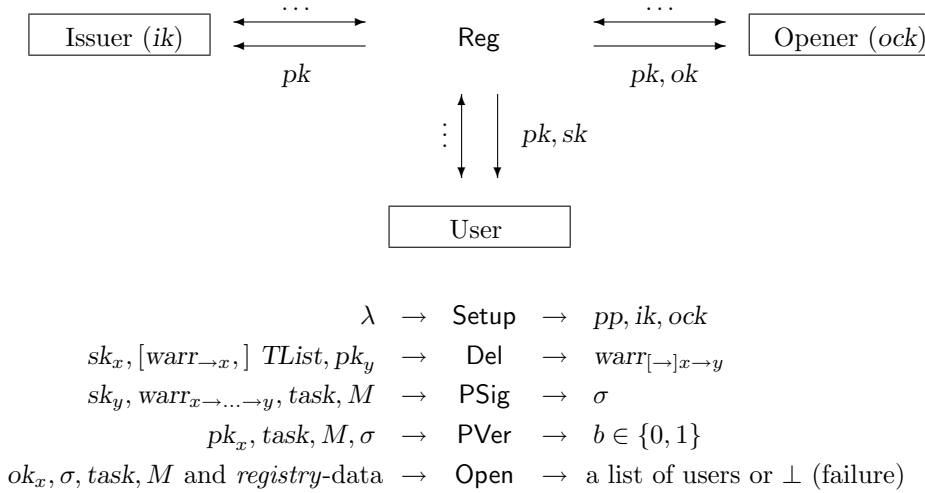 ... ...
Issuer (ik) Reg Opener (ock)
pk pk, ok
⋮ pk, sk
User
λ → Setup → pp, ik, ock
sk_x, [warr_{→x}, ] TList, pk_y → Del → warr_{[→]x→y}
sk_y, warr_{x→...→y}, task, M → PSig → σ
pk_x, task, M, σ → PVer → b ∈ {0, 1}
ok_x, σ, task, M and registry-data → Open → a list of users or ⊥ (failure)